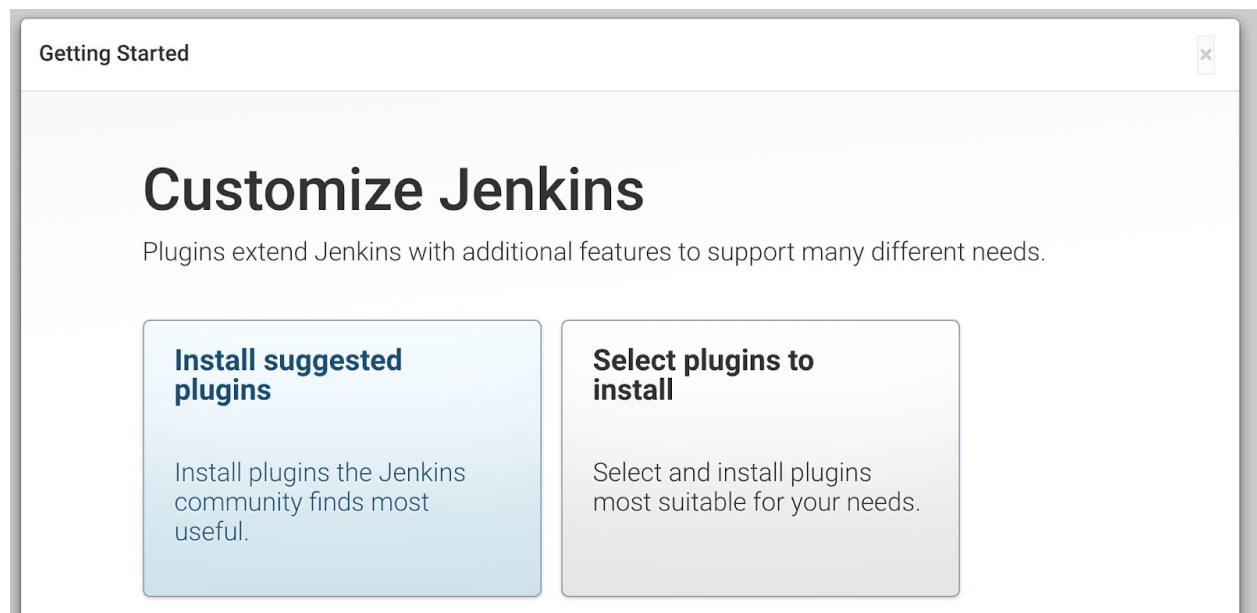 Getting Started
×
Customize Jenkins
Plugins extend Jenkins with additional features to support many different needs.
Install suggested
plugins
Install plugins the Jenkins
community finds most
useful.
Select plugins to
install
Select and install plugins
most suitable for your needs.